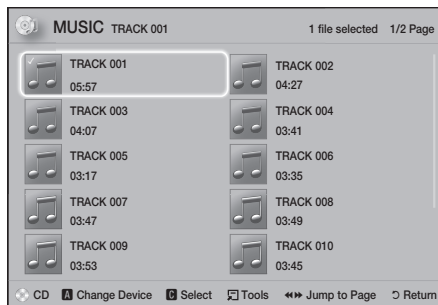 MUSIC TRACK 001 1 file selected 1/2 Page
TRACK 001 TRACK 002
05:57 04:27
TRACK 003 TRACK 004
04:07 03:41
TRACK 005 TRACK 006
03:17 03:35
TRACK 007 TRACK 008
03:47 03:49
TRACK 009 TRACK 010
03:53 03:45
CD A Change Device C Select Tools Jump to Page Return